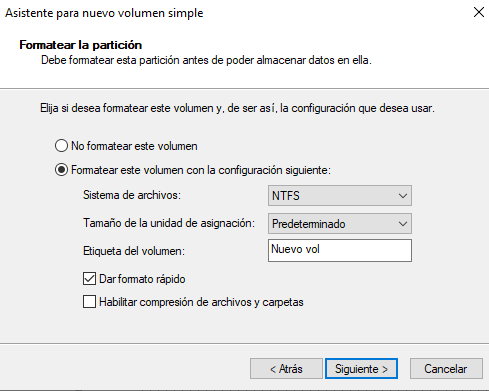 Asistente para nuevo volumen simple
Formatear la partición
Debe formatear esta partición antes de poder almacenar datos en ella.
Elija si desea formatear este volumen y, de ser así, la configuración que desea usar.
No formatear este volumen
Formatear este volumen con la configuración siguiente:
Sistema de archivos: NTFS
Tamaño de la unidad de asignación: Predeterminado
Etiqueta del volumen: Nuevo vol
Dar formato rápido
Habilitar compresión de archivos y carpetas
< Atrás Siguiente > Cancelar